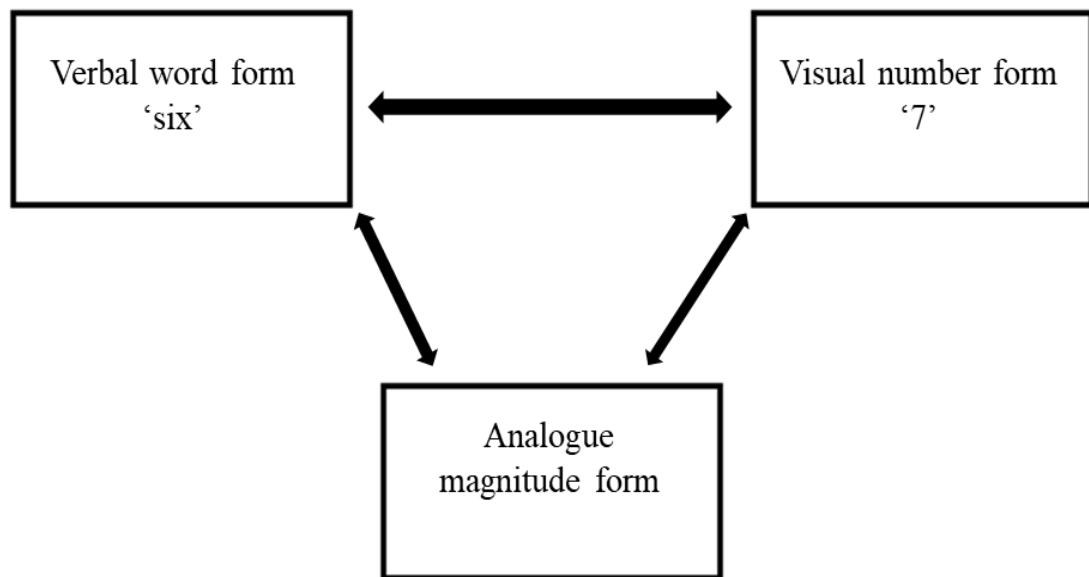 Verbal word form
‘six’
Visual number form
‘7’
Analogue
magnitude form